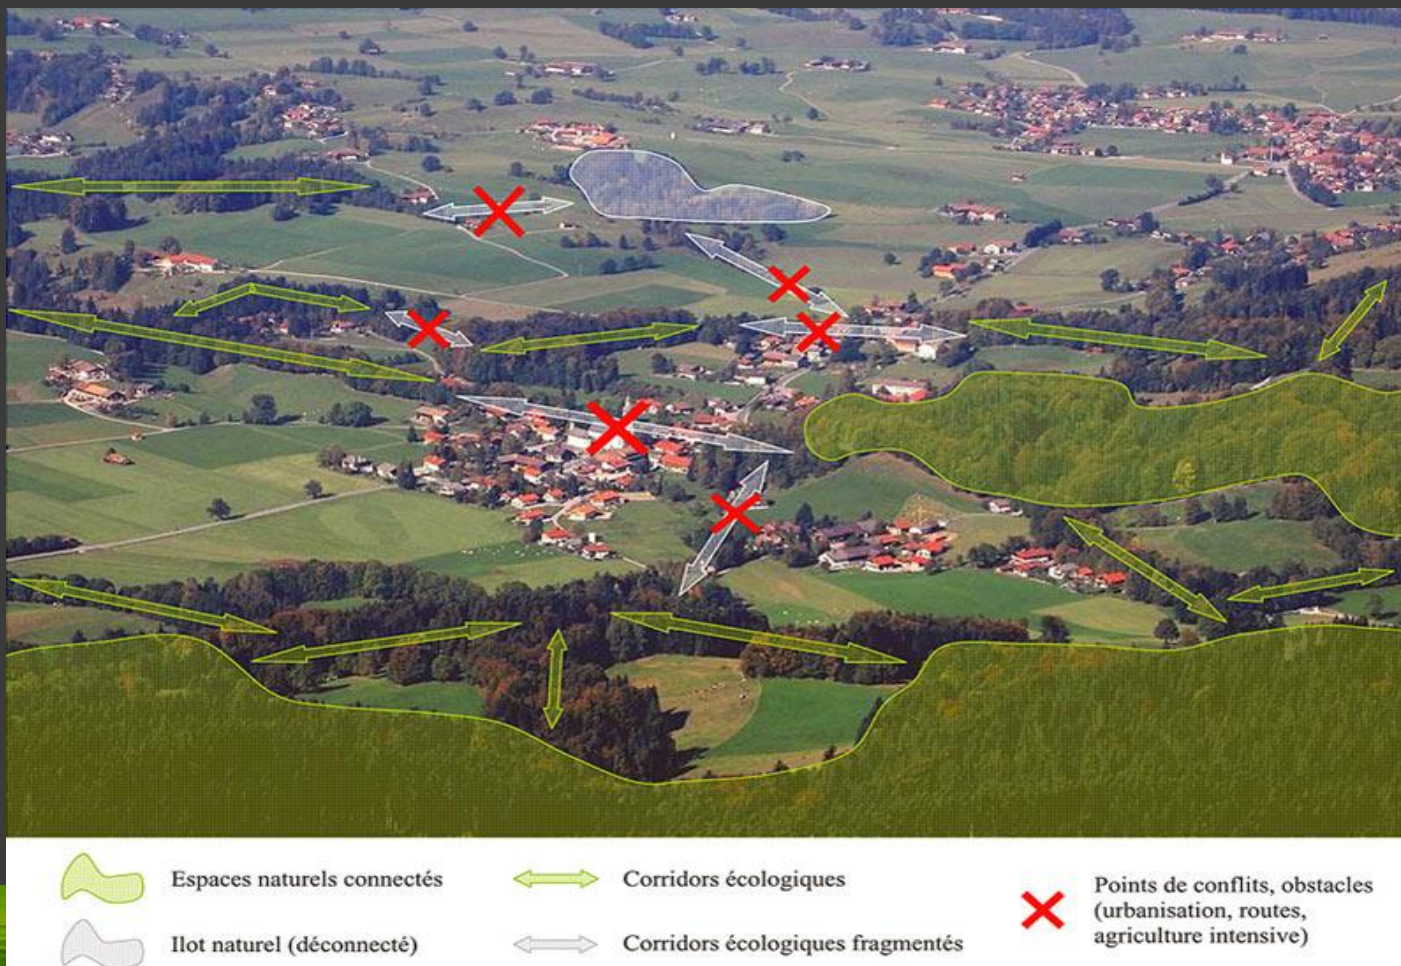 Espaces naturels connectés
Corridors écologiques
Points de conflits, obstacles
(urbanisation, routes,
agriculture intensive)
Ilot naturel (déconnecté)
Corridors écologiques fragmentés